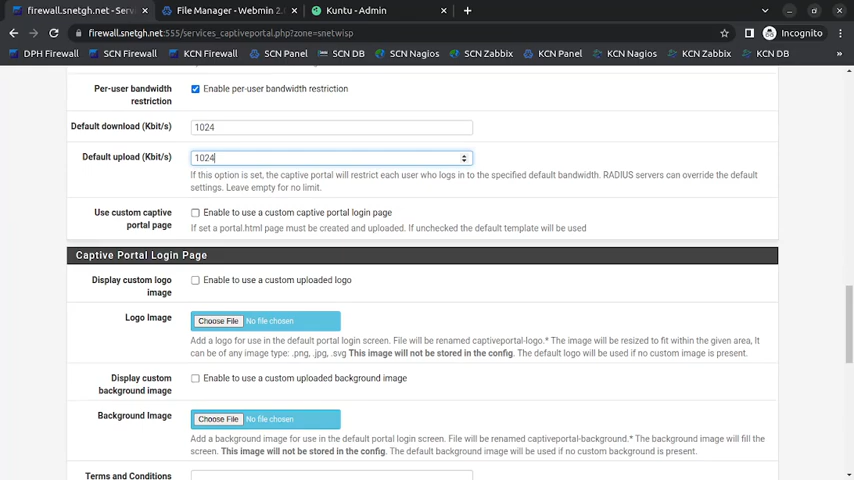 firewall.snetgh.net - Servi
File Manager - Webmin 2.
Kuntu - Admin
firewall.snetgh.net:555/services_captiveportal.php?zone=snetwisp
Incognito
DPH Firewall
SCN Firewall
KCN Firewall
SCN Panel
SCN DB
SCN Nagios
SCN Zabbix
KCN Panel
KCN Nagios
KCN Zabbix
KCN DB
»
Per-user bandwidth restriction
Enable per-user bandwidth restriction
Default download (Kbit/s)
1024
Default upload (Kbit/s)
1024
If this option is set, the captive portal will restrict each user who logs in to the specified default bandwidth. RADIUS servers can override the default
settings. Leave empty for no limit.
Use custom captive
portal page
Enable to use a custom captive portal login page
If set a portal.html page must be created and uploaded. If unchecked the default template will be used
Captive Portal Login Page
Display custom logo
image
Enable to use a custom uploaded logo
Logo Image
Choose File No file chosen
Add a logo for use in the default portal login screen. File will be renamed captiveportal-logo.* The image will be resized to fit within the given area, It
can be of any image type: .png, .jpg, .svg This image will not be stored in the config. The default logo will be used if no custom image is present.
Display custom
background image
Enable to use a custom uploaded background image
Background Image
Choose File No file chosen
Add a background image for use in the default portal login screen. File will be renamed captiveportal-background.* The background image will fill the
screen. This image will not be stored in the config. The default background image will be used if no custom background is present.
Terms and Conditions